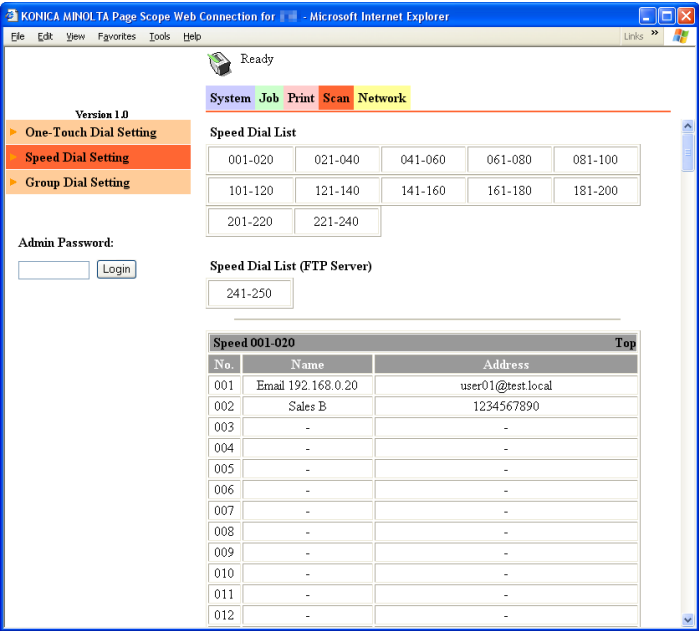 KONICA MINOLTA Page Scope Web Connection for - Microsoft Internet Explorer
File Edit View Favorites Tools Help Links »
Ready
System Job Print Scan Network
Version 1.0
One-Touch Dial Setting
Speed Dial Setting
Group Dial Setting
Admin Password:
Login
Speed Dial List
001-020 021-040 041-060 061-080 081-100
101-120 121-140 141-160 161-180 181-200
201-220 221-240
Speed Dial List (FTP Server)
241-250
Speed 001-020 Top
No. Name Address
001 Email 192.168.0.20 user01@test.local
002 Sales B 1234567890
003 - -
004 - -
005 - -
006 - -
007 - -
008 - -
009 - -
010 - -
011 - -
012 - -